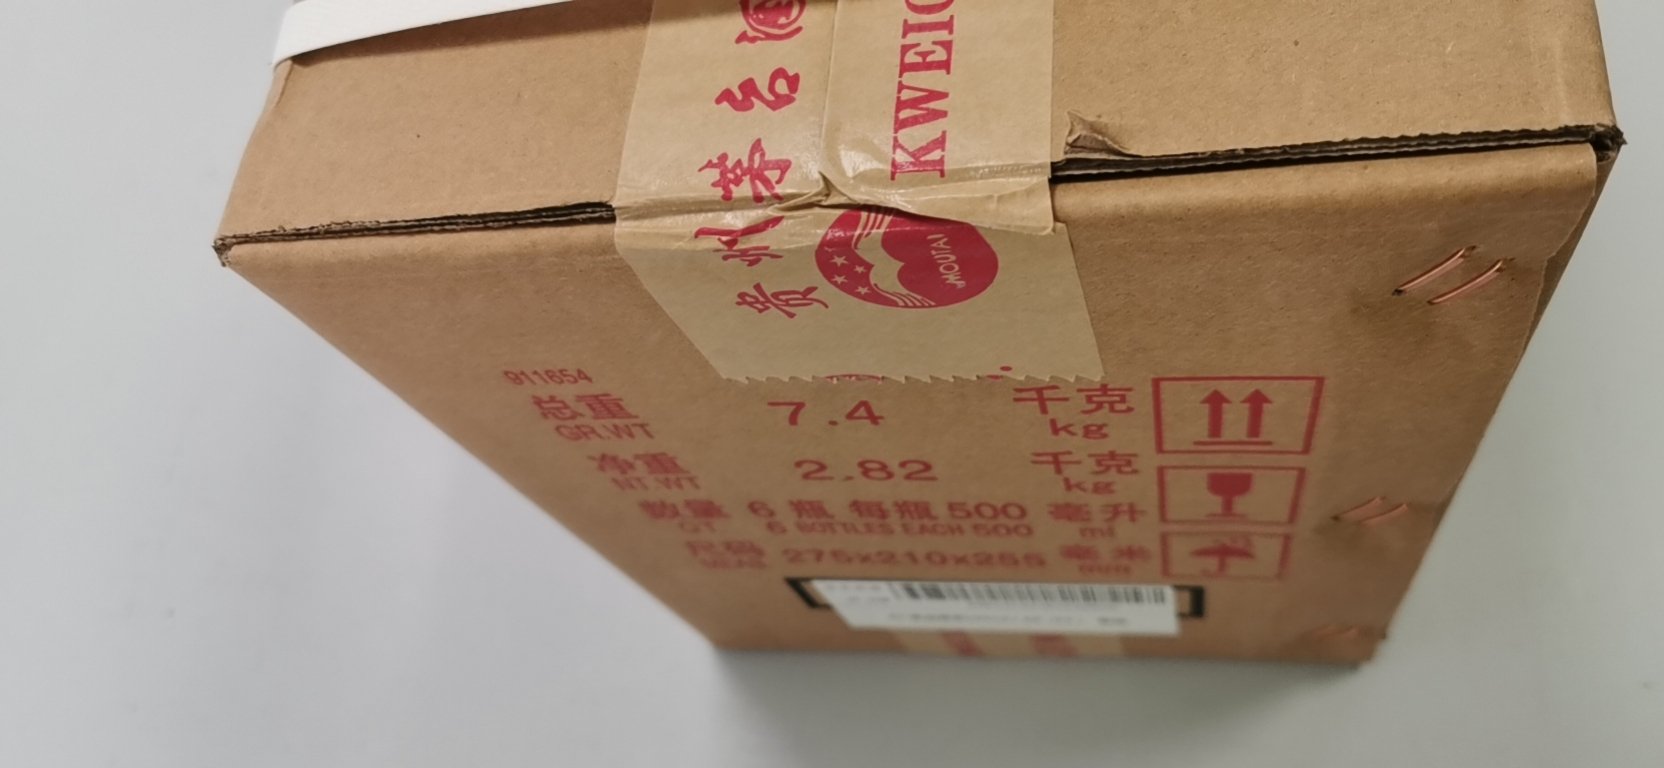 贵州茅台酒
KWEIC
MOUTAI
911654
总重 7.4 千克
GR.WT kg
净重 2.82 千克
NT.WT kg
数量 6 瓶 每瓶 500 毫升
QT 6 BOTTLES EACH 500 ml
尺码 275x210x255 毫米
MEAS mm